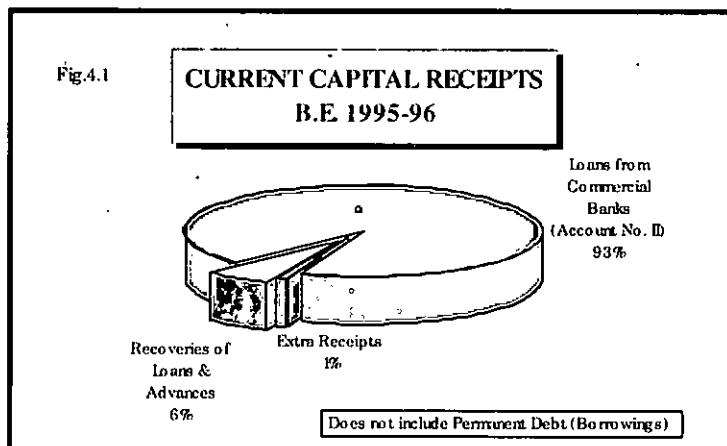 Fig.4.1
CURRENT CAPITAL RECEIPTS
B.E. 1995-96
Loans from
Commercial
Banks
(Account No. II)
93%
Extra Receipts
1%
Recoveries of
Loans &
Advances
6%
Does not include Permanent Debt (Borrowings)